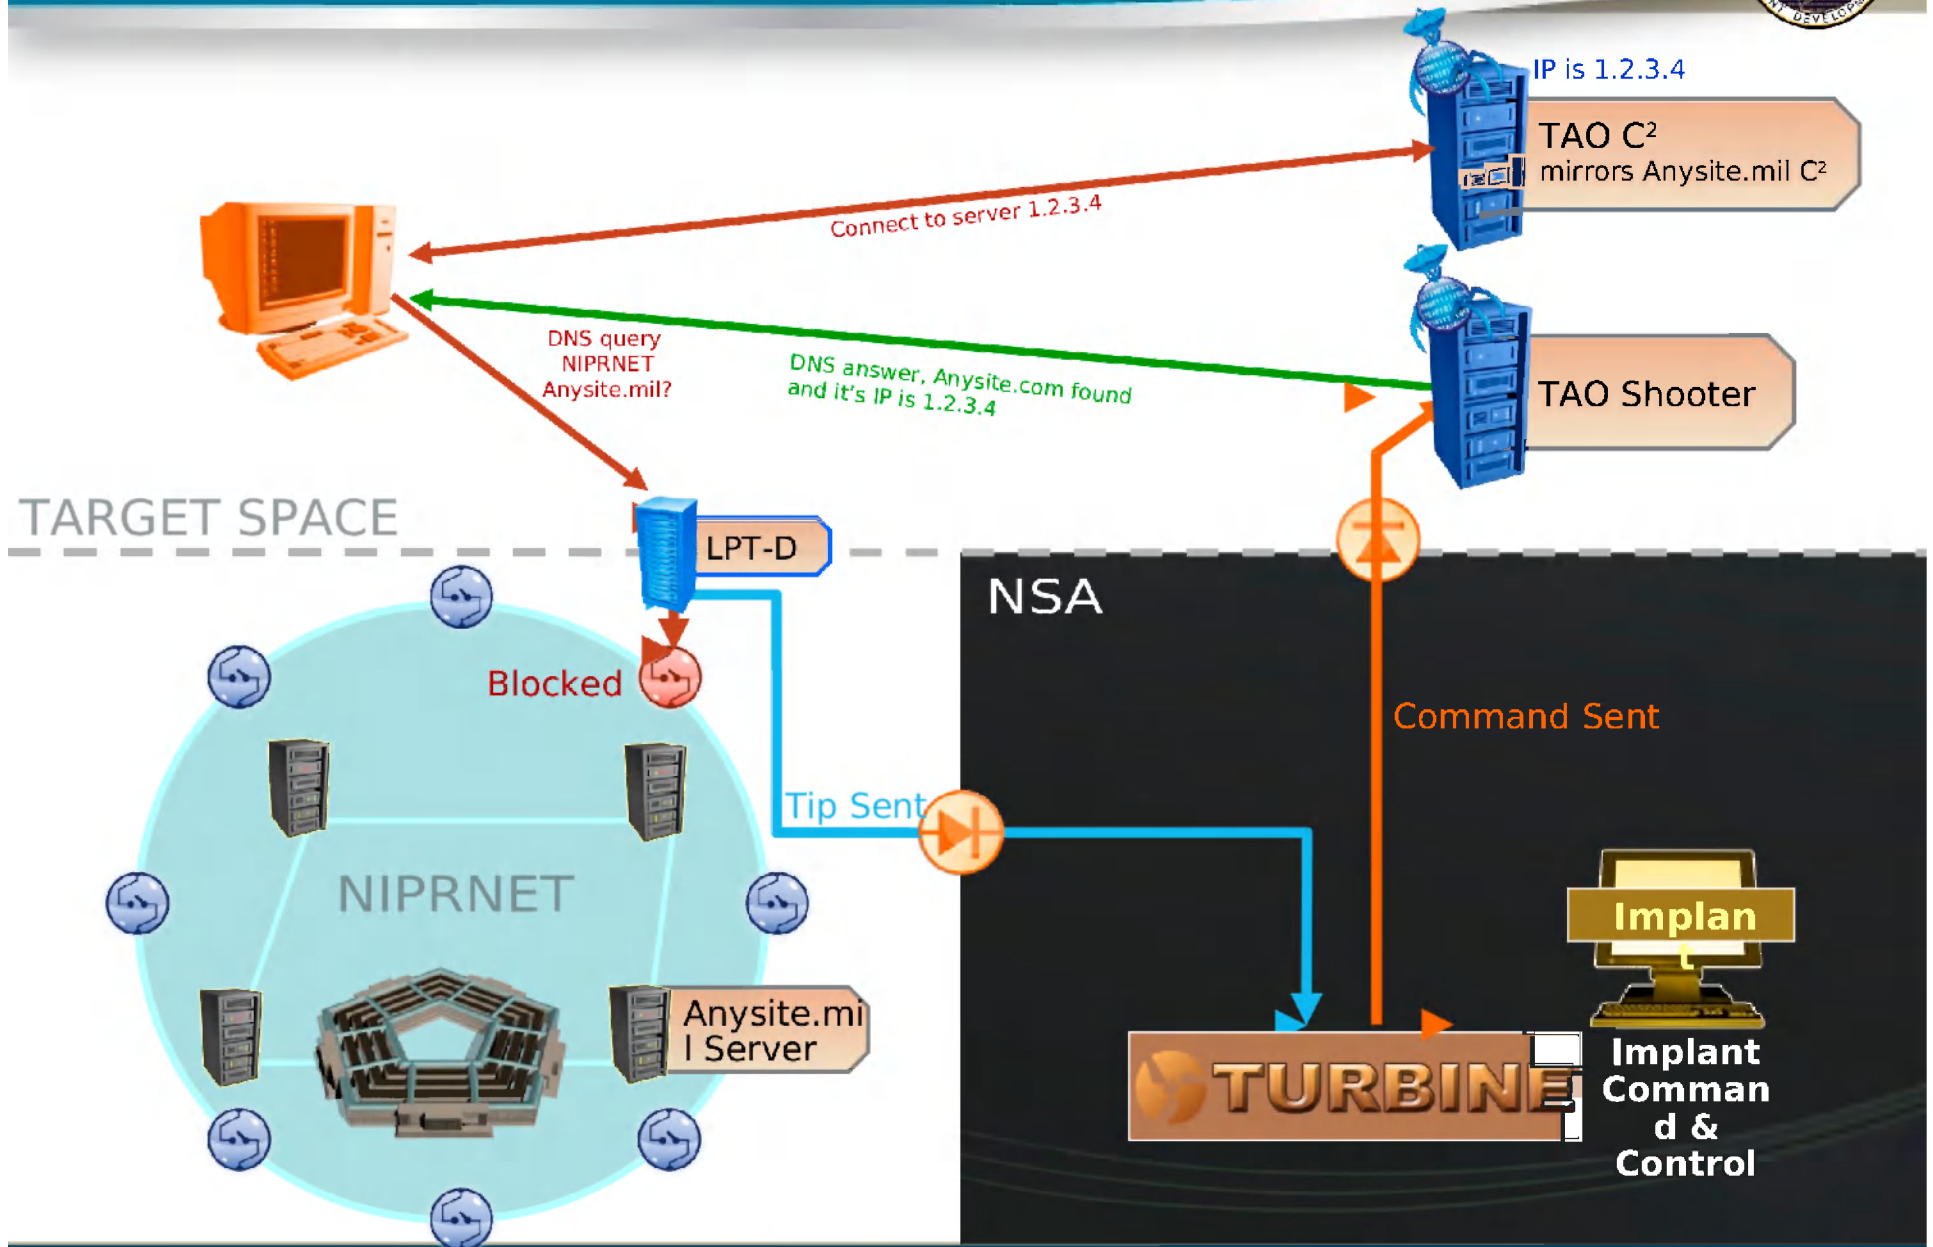 NT DEVELOP
IP is 1.2.3.4
TAO C²
mirrors Anysite.mil C²
Connect to server 1.2.3.4
DNS query
NIPRNET
Anysite.mil?
DNS answer, Anysite.com found
and it's IP is 1.2.3.4
TAO Shooter
TARGET SPACE
LPT-D
NSA
Blocked
Command Sent
Tip Sent
NIPRNET
Implan
t
Anysite.mi
l Server
TURBINE
Implant
Comman
d &
Control